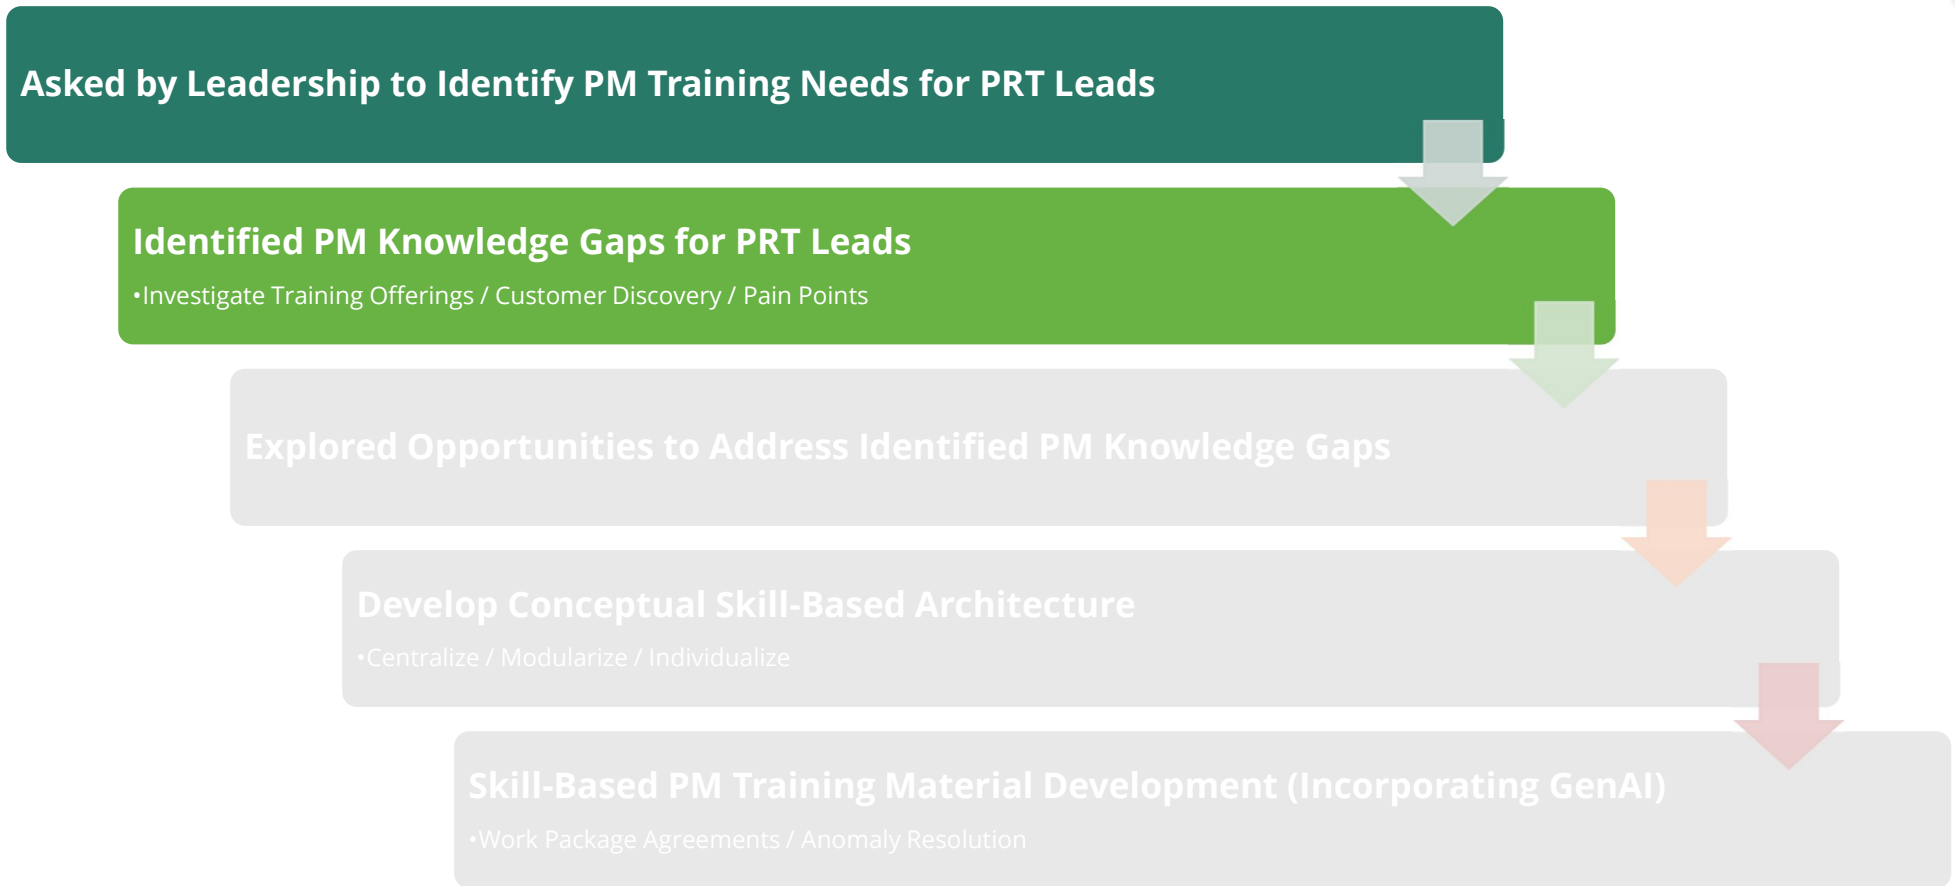 Asked by Leadership to Identify PM Training Needs for PRT Leads
Identified PM Knowledge Gaps for PRT Leads
•Investigate Training Offerings / Customer Discovery / Pain Points
Explored Opportunities to Address Identified PM Knowledge Gaps
Develop Conceptual Skill-Based Architecture
•Centralize / Modularize / Individualize
Skill-Based PM Training Material Development (Incorporating GenAI)
•Work Package Agreements / Anomaly Resolution